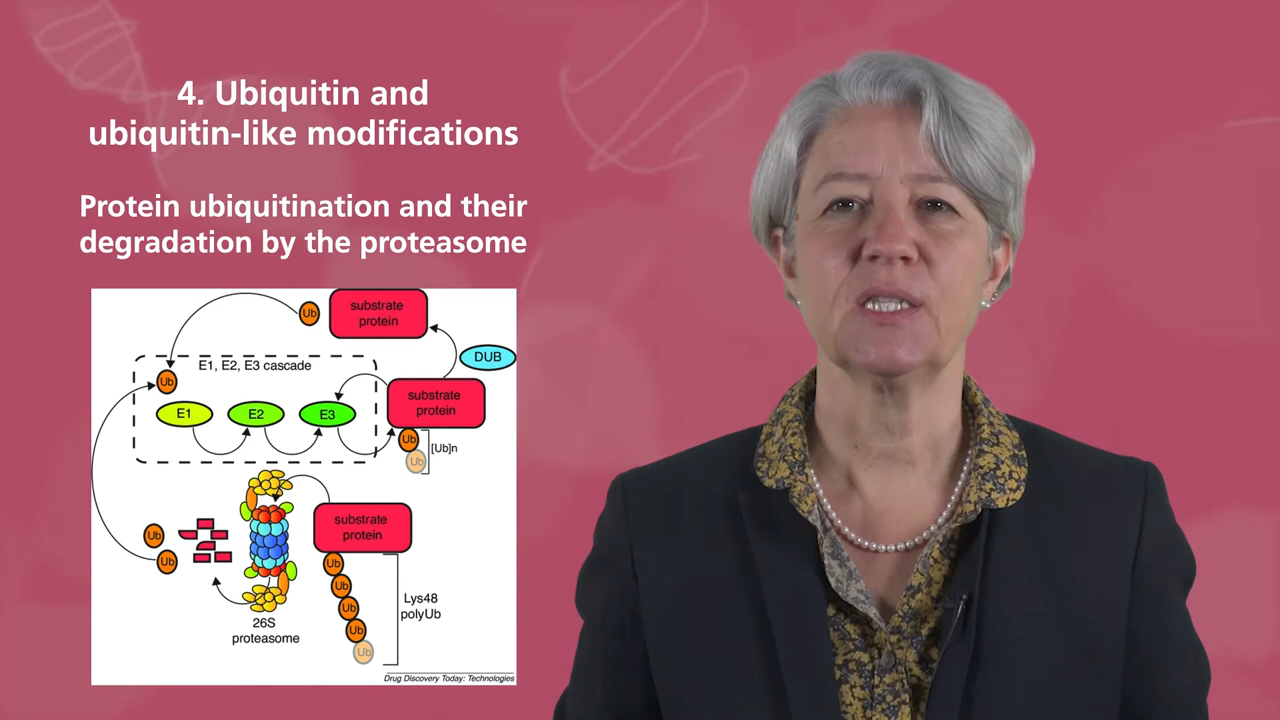 4. Ubiquitin and
ubiquitin-like modifications
Protein ubiquitination and their
degradation by the proteasome
Ub
substrate
protein
DUB
E1, E2, E3 cascade
Ub
E1
E2
E3
substrate
protein
Ub
Ub
[Ub]n
substrate
protein
Ub
Ub
Ub
Ub
Ub
Ub
Ub
Lys48
polyUb
26S
proteasome
Drug Discovery Today: Technologies